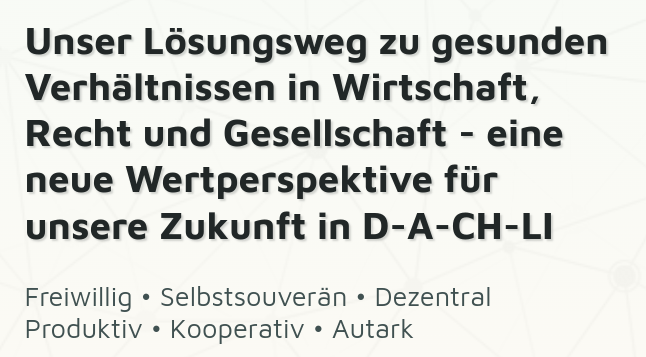 Unser Lösungsweg zu gesunden
Verhältnissen in Wirtschaft,
Recht und Gesellschaft - eine
neue Wertperspektive für
unsere Zukunft in D-A-CH-LI
Freiwillig • Selbstsouverän • Dezentral
Produktiv • Kooperativ • Autark